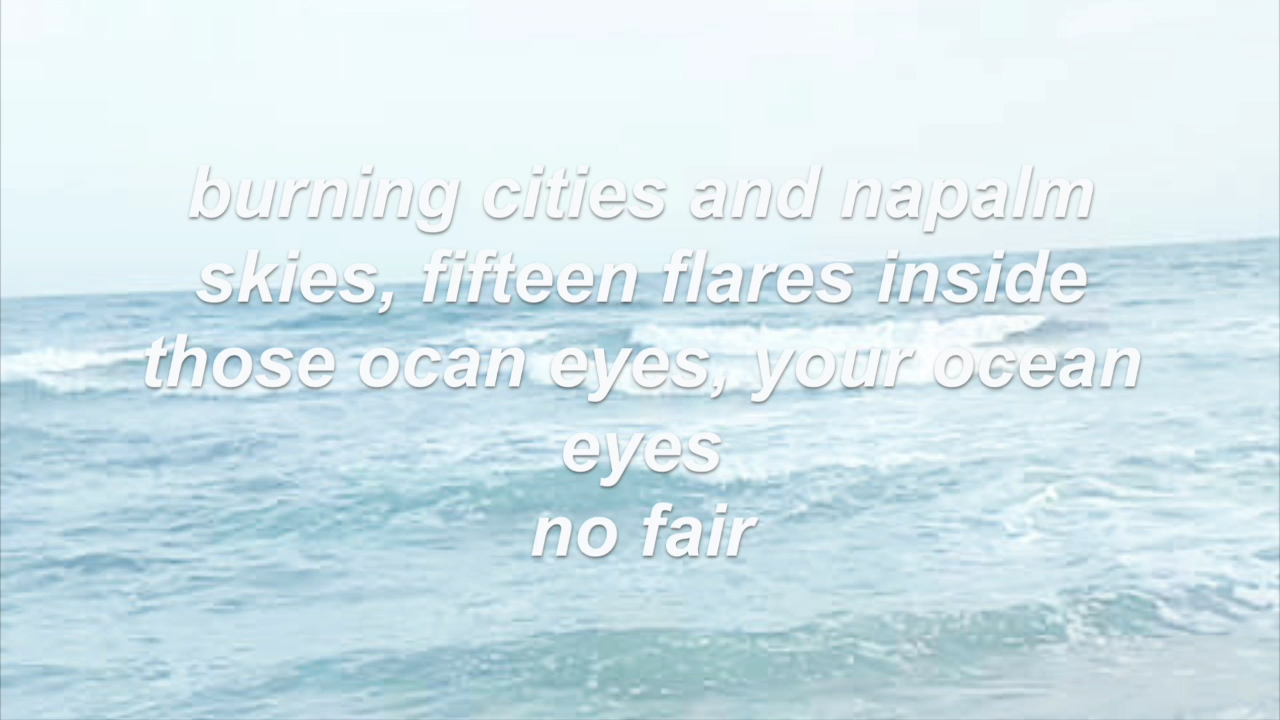 burning cities and napalm
skies, fifteen flares inside
those ocan eyes, your ocean
eyes
no fair